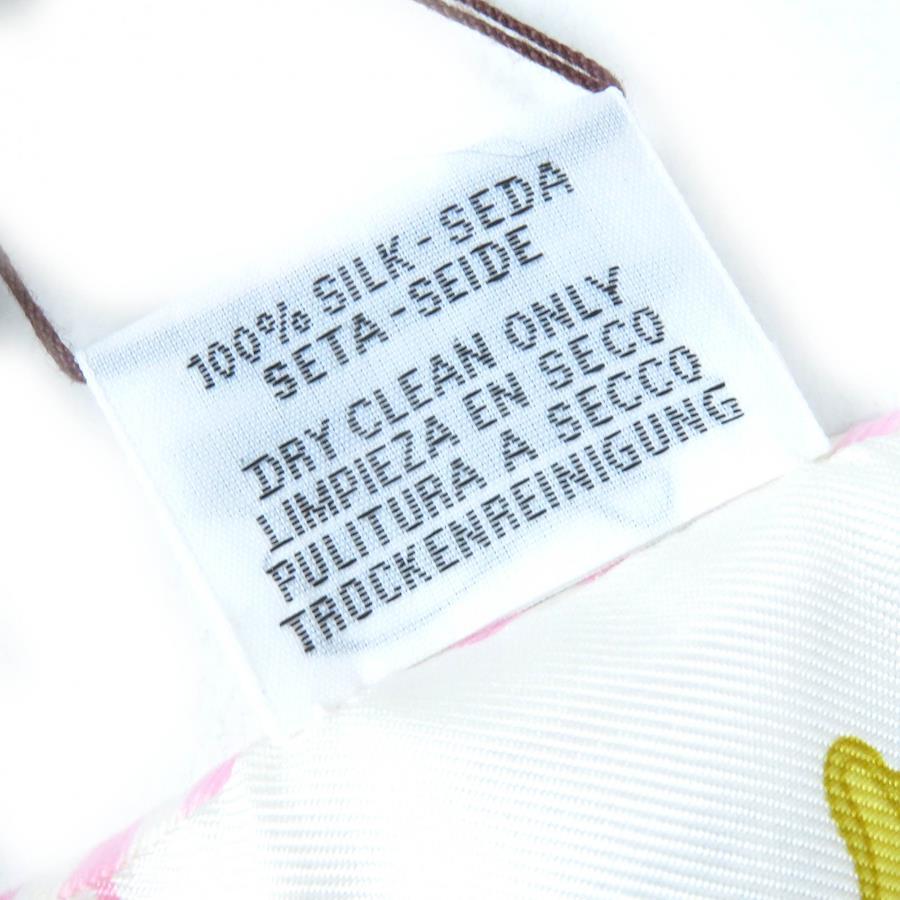 100% SILK - SEDA
SETA - SEIDE
DRY CLEAN ONLY
LIMPIEZA EN SECO
PULITURA A SECCO
TROCKENREINIGUNG